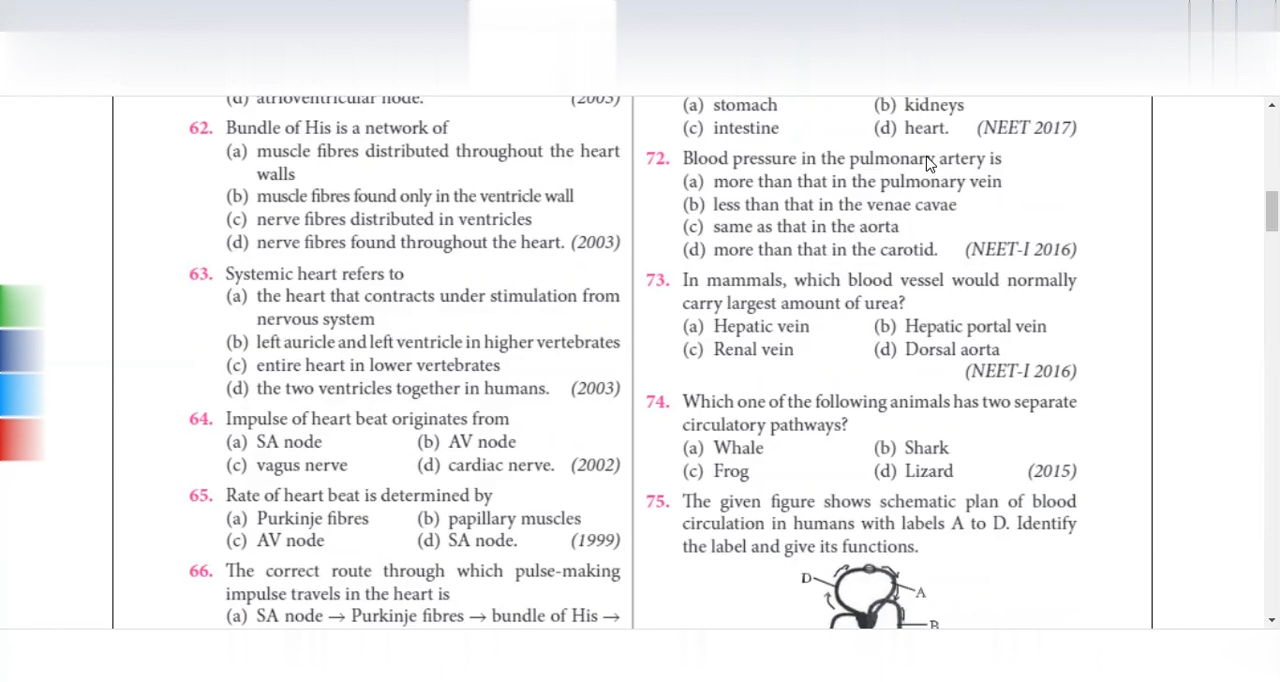 (d) atrioventricular node. (2003)
62. Bundle of His is a network of
(a) muscle fibres distributed throughout the heart
walls
(b) muscle fibres found only in the ventricle wall
(c) nerve fibres distributed in ventricles
(d) nerve fibres found throughout the heart. (2003)
63. Systemic heart refers to
(a) the heart that contracts under stimulation from
nervous system
(b) left auricle and left ventricle in higher vertebrates
(c) entire heart in lower vertebrates
(d) the two ventricles together in humans. (2003)
64. Impulse of heart beat originates from
(a) SA node (b) AV node
(c) vagus nerve (d) cardiac nerve. (2002)
65. Rate of heart beat is determined by
(a) Purkinje fibres (b) papillary muscles
(c) AV node (d) SA node. (1999)
66. The correct route through which pulse-making
impulse travels in the heart is
(a) SA node → Purkinje fibres → bundle of His →
(a) stomach (b) kidneys
(c) intestine (d) heart. (NEET 2017)
72. Blood pressure in the pulmonary artery is
(a) more than that in the pulmonary vein
(b) less than that in the venae cavae
(c) same as that in the aorta
(d) more than that in the carotid. (NEET-I 2016)
73. In mammals, which blood vessel would normally
carry largest amount of urea?
(a) Hepatic vein (b) Hepatic portal vein
(c) Renal vein (d) Dorsal aorta
(NEET-I 2016)
74. Which one of the following animals has two separate
circulatory pathways?
(a) Whale (b) Shark
(c) Frog (d) Lizard (2015)
75. The given figure shows schematic plan of blood
circulation in humans with labels A to D. Identify
the label and give its functions.
D
A
B